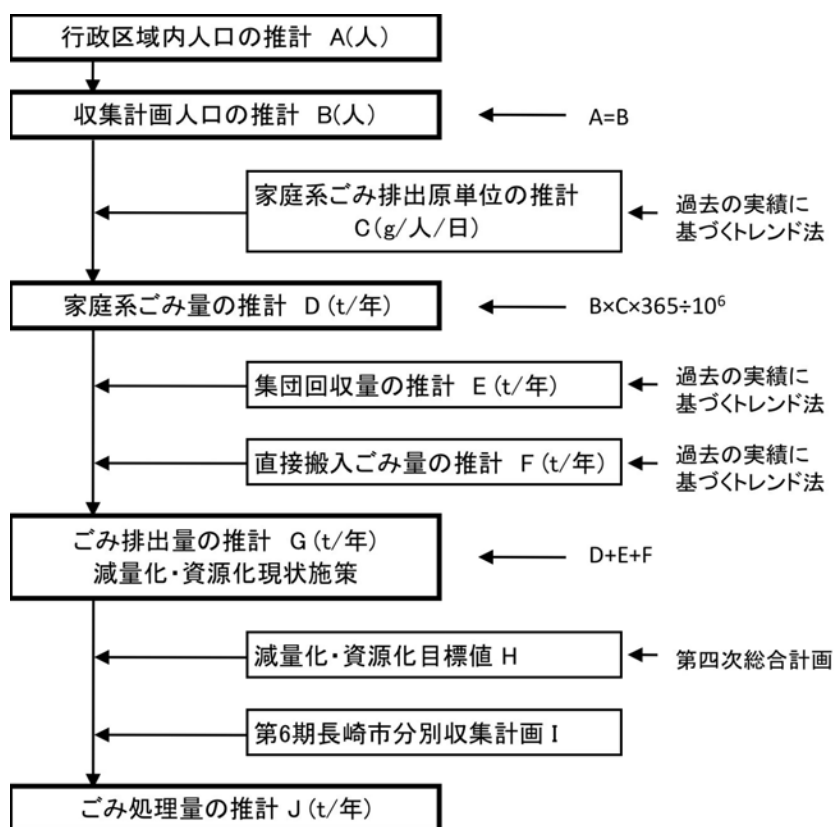 行政区域内人口の推計 A(人)
収集計画人口の推計 B(人)
A=B
家庭系ごみ排出原単位の推計
C(g/人/日)
過去の実績に
基づくトレンド法
家庭系ごみ量の推計 D(t/年)
B×C×365÷10⁶
集団回収量の推計 E(t/年)
過去の実績に
基づくトレンド法
直接搬入ごみ量の推計 F(t/年)
過去の実績に
基づくトレンド法
ごみ排出量の推計 G(t/年)
減量化・資源化現状施策
D+E+F
減量化・資源化目標値 H
第四次総合計画
第6期長崎市分別収集計画 I
ごみ処理量の推計 J(t/年)